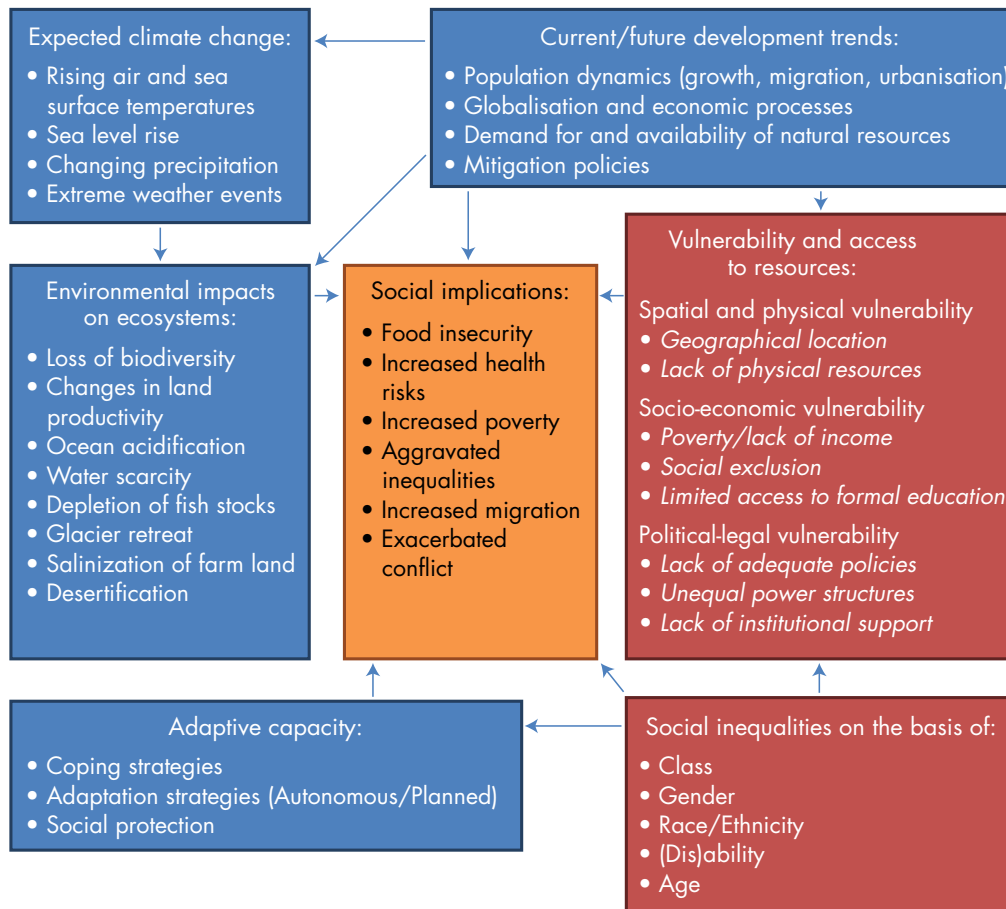 Expected climate change:
• Rising air and sea
surface temperatures
• Sea level rise
• Changing precipitation
• Extreme weather events
Current/future development trends:
• Population dynamics (growth, migration, urbanisation)
• Globalisation and economic processes
• Demand for and availability of natural resources
• Mitigation policies
Environmental impacts
on ecosystems:
• Loss of biodiversity
• Changes in land
productivity
• Ocean acidification
• Water scarcity
• Depletion of fish stocks
• Glacier retreat
• Salinization of farm land
• Desertification
Social implications:
• Food insecurity
• Increased health
risks
• Increased poverty
• Aggravated
inequalities
• Increased migration
• Exacerbated
conflict
Vulnerability and access
to resources:
Spatial and physical vulnerability
• Geographical location
• Lack of physical resources
Socio-economic vulnerability
• Poverty/lack of income
• Social exclusion
• Limited access to formal education
Political-legal vulnerability
• Lack of adequate policies
• Unequal power structures
• Lack of institutional support
Adaptive capacity:
• Coping strategies
• Adaptation strategies (Autonomous/Planned)
• Social protection
Social inequalities on the basis of:
• Class
• Gender
• Race/Ethnicity
• (Dis)ability
• Age